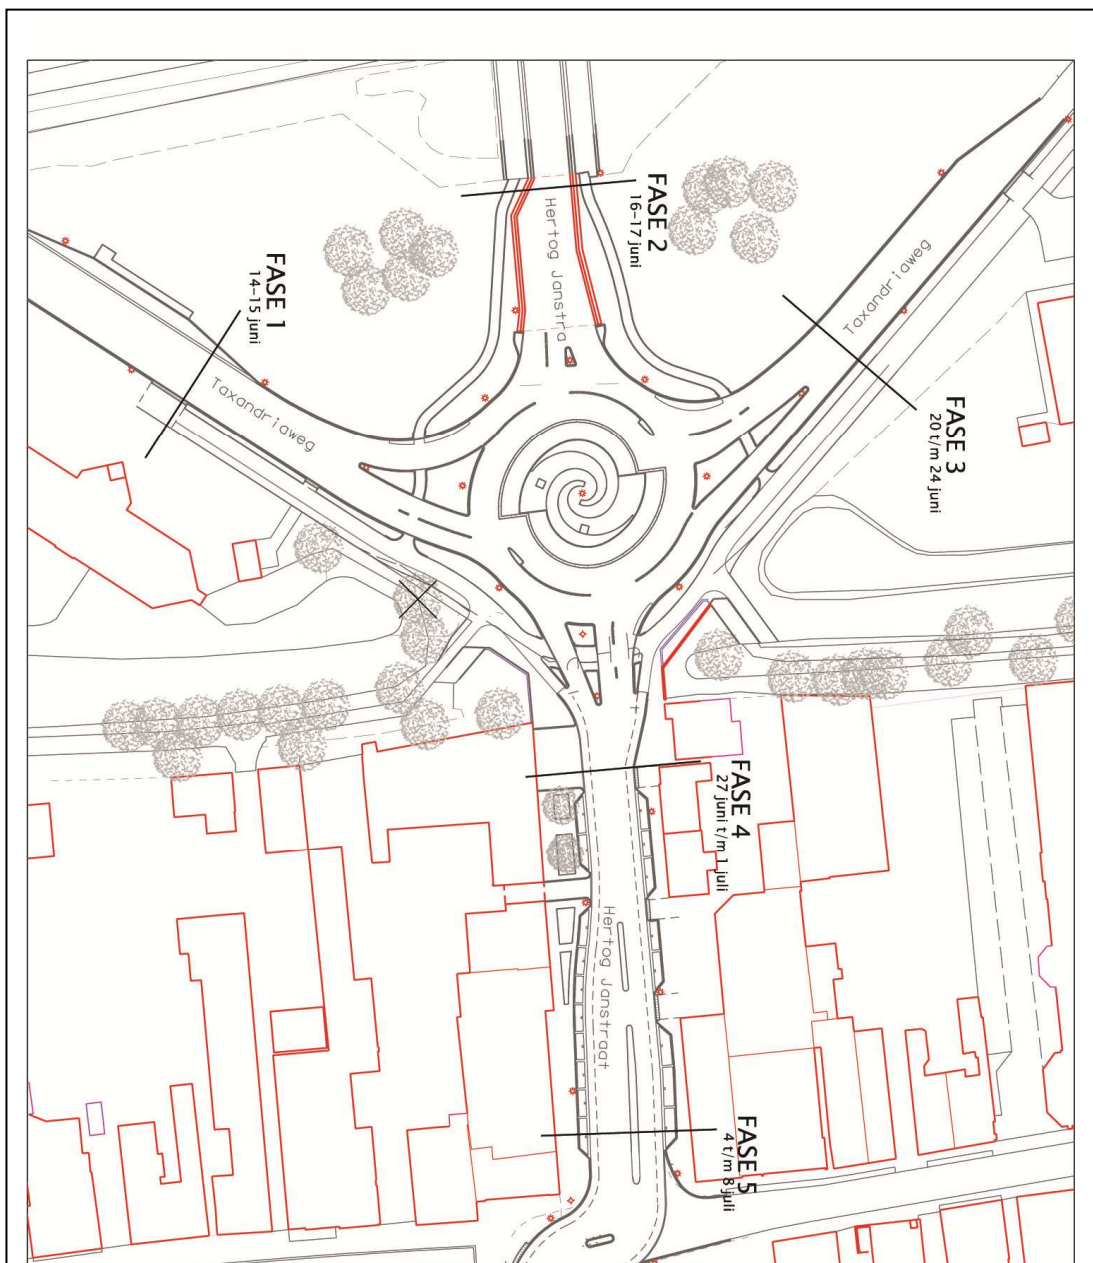 FASE 2
16-17 juni
Hertog Janstra
FASE 1
14-15 juni
Taxandriaweg
Taxandriaweg
FASE 3
20 t/m 24 juni
FASE 4
27 juni t/m 1 juli
Hertog Janstraat
FASE 5
4 t/m 8 juli